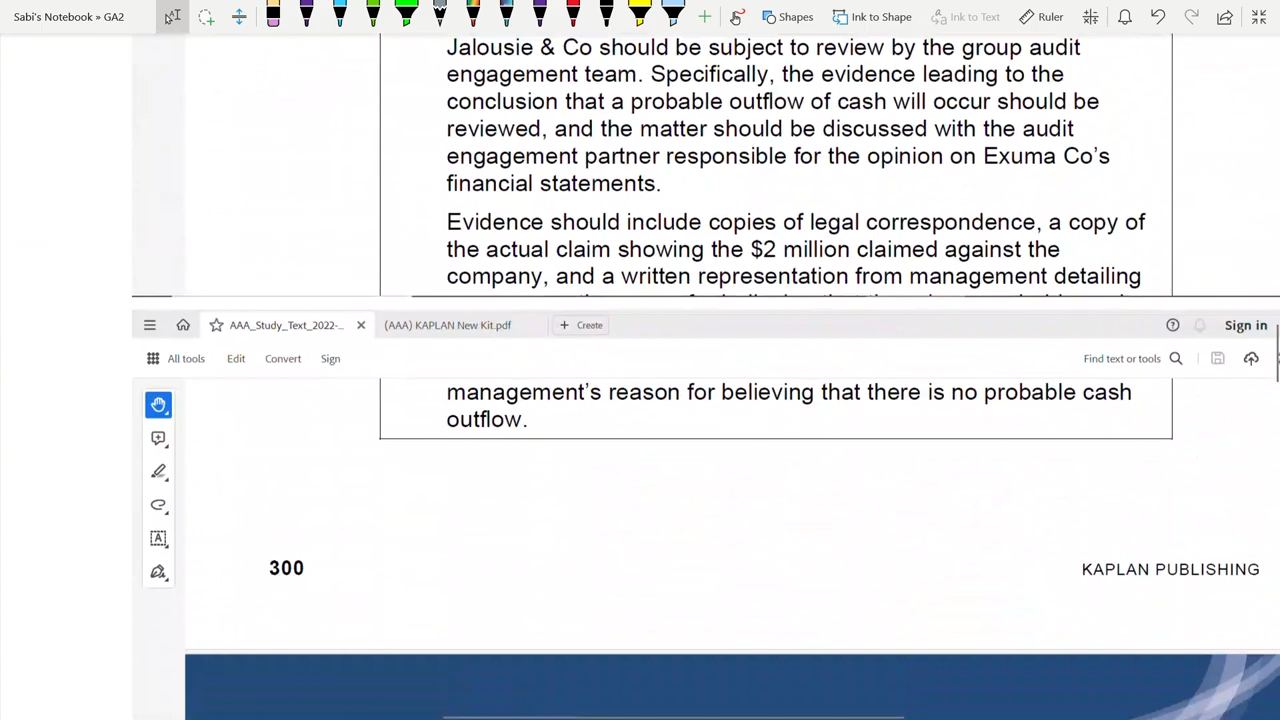 Sabi's Notebook » GA2
Shapes
Ink to Shape
Ink to Text
Ruler
Jalousie & Co should be subject to review by the group audit
engagement team. Specifically, the evidence leading to the
conclusion that a probable outflow of cash will occur should be
reviewed, and the matter should be discussed with the audit
engagement partner responsible for the opinion on Exuma Co's
financial statements.
Evidence should include copies of legal correspondence, a copy of
the actual claim showing the $2 million claimed against the
company, and a written representation from management detailing
AAA_Study_Text_2022-...
(AAA) KAPLAN New Kit.pdf
Create
Sign in
All tools
Edit
Convert
Sign
Find text or tools
management's reason for believing that there is no probable cash
outflow.
300
KAPLAN PUBLISHING